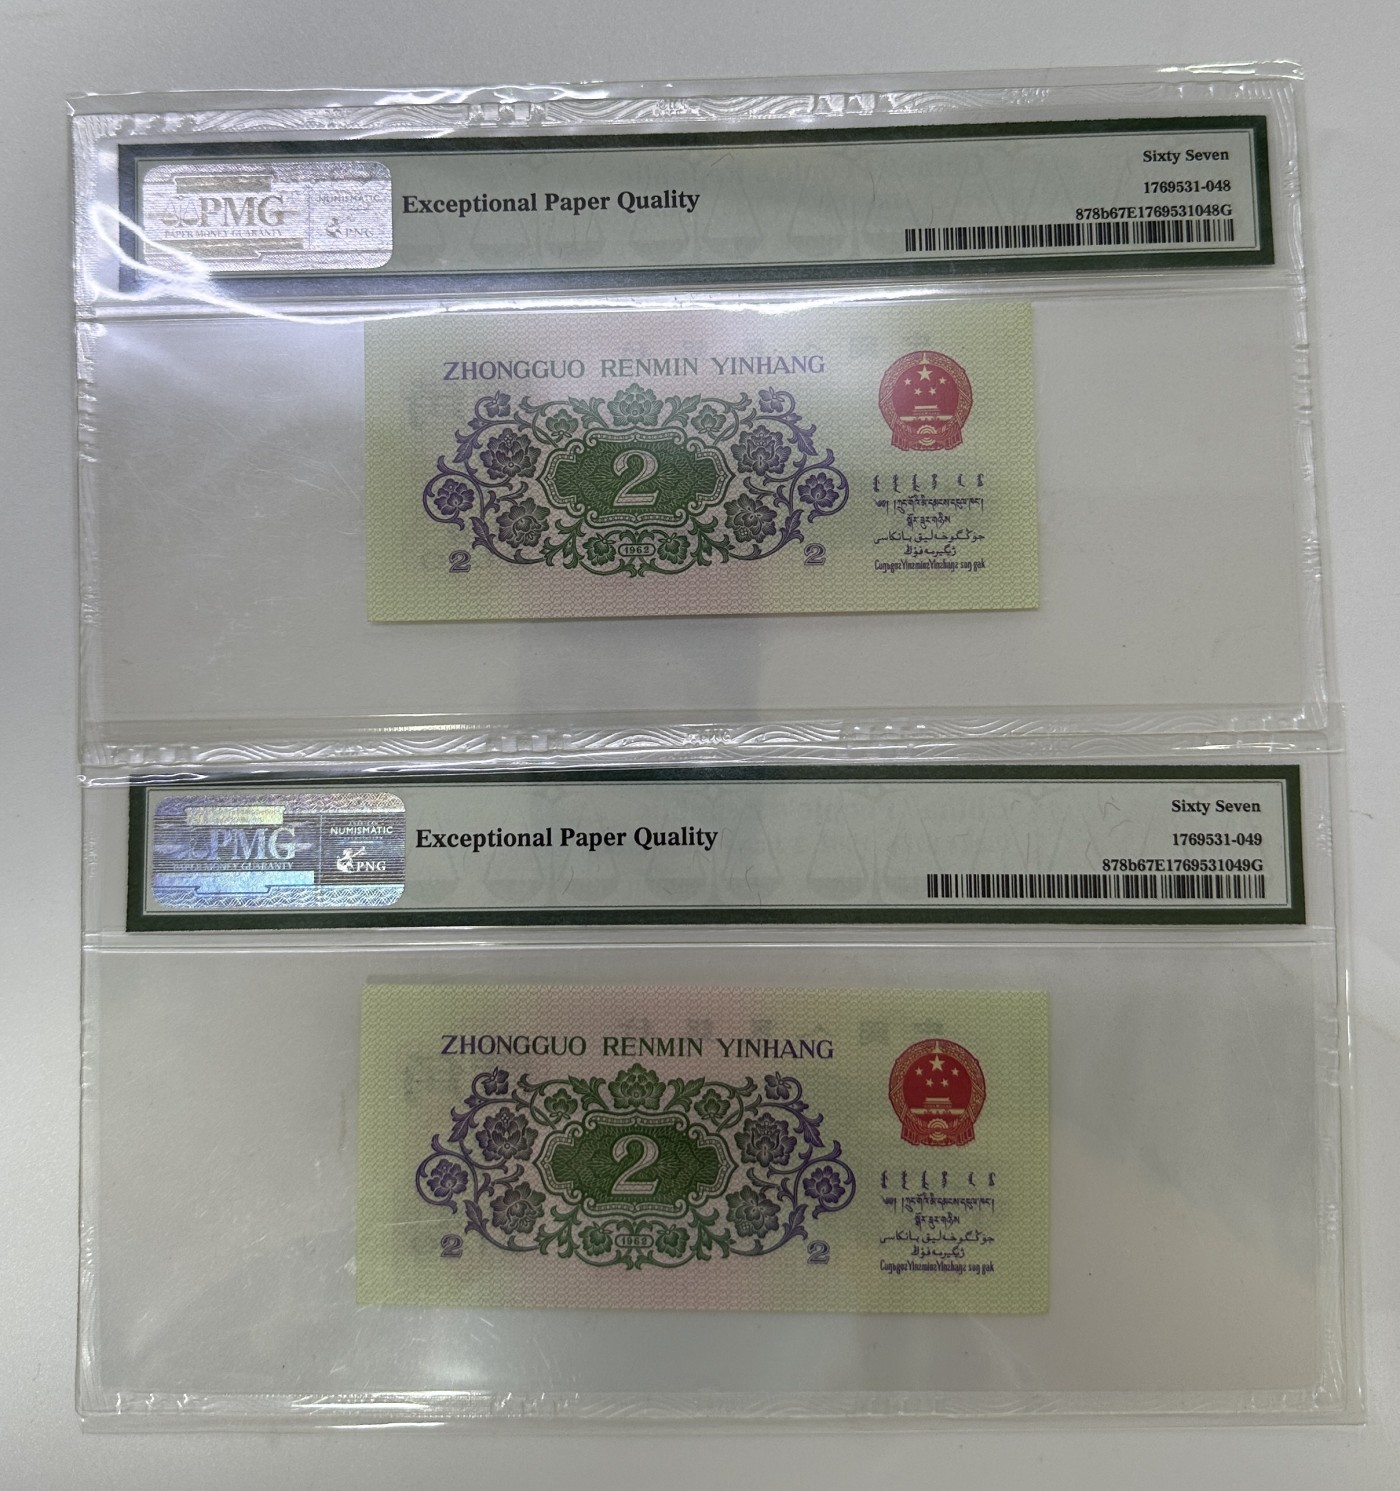 PMG
PAPER MONEY GUARANTY
NUMISMATIC
PNG
Exceptional Paper Quality
Sixty Seven
1769531-048
878b67E1769531048G
ZHONGGUO RENMIN YINHANG
2
1962
2
2
PMG
PAPER MONEY GUARANTY
NUMISMATIC
PNG
Exceptional Paper Quality
Sixty Seven
1769531-049
878b67E1769531049G
ZHONGGUO RENMIN YINHANG
2
1962
2
2